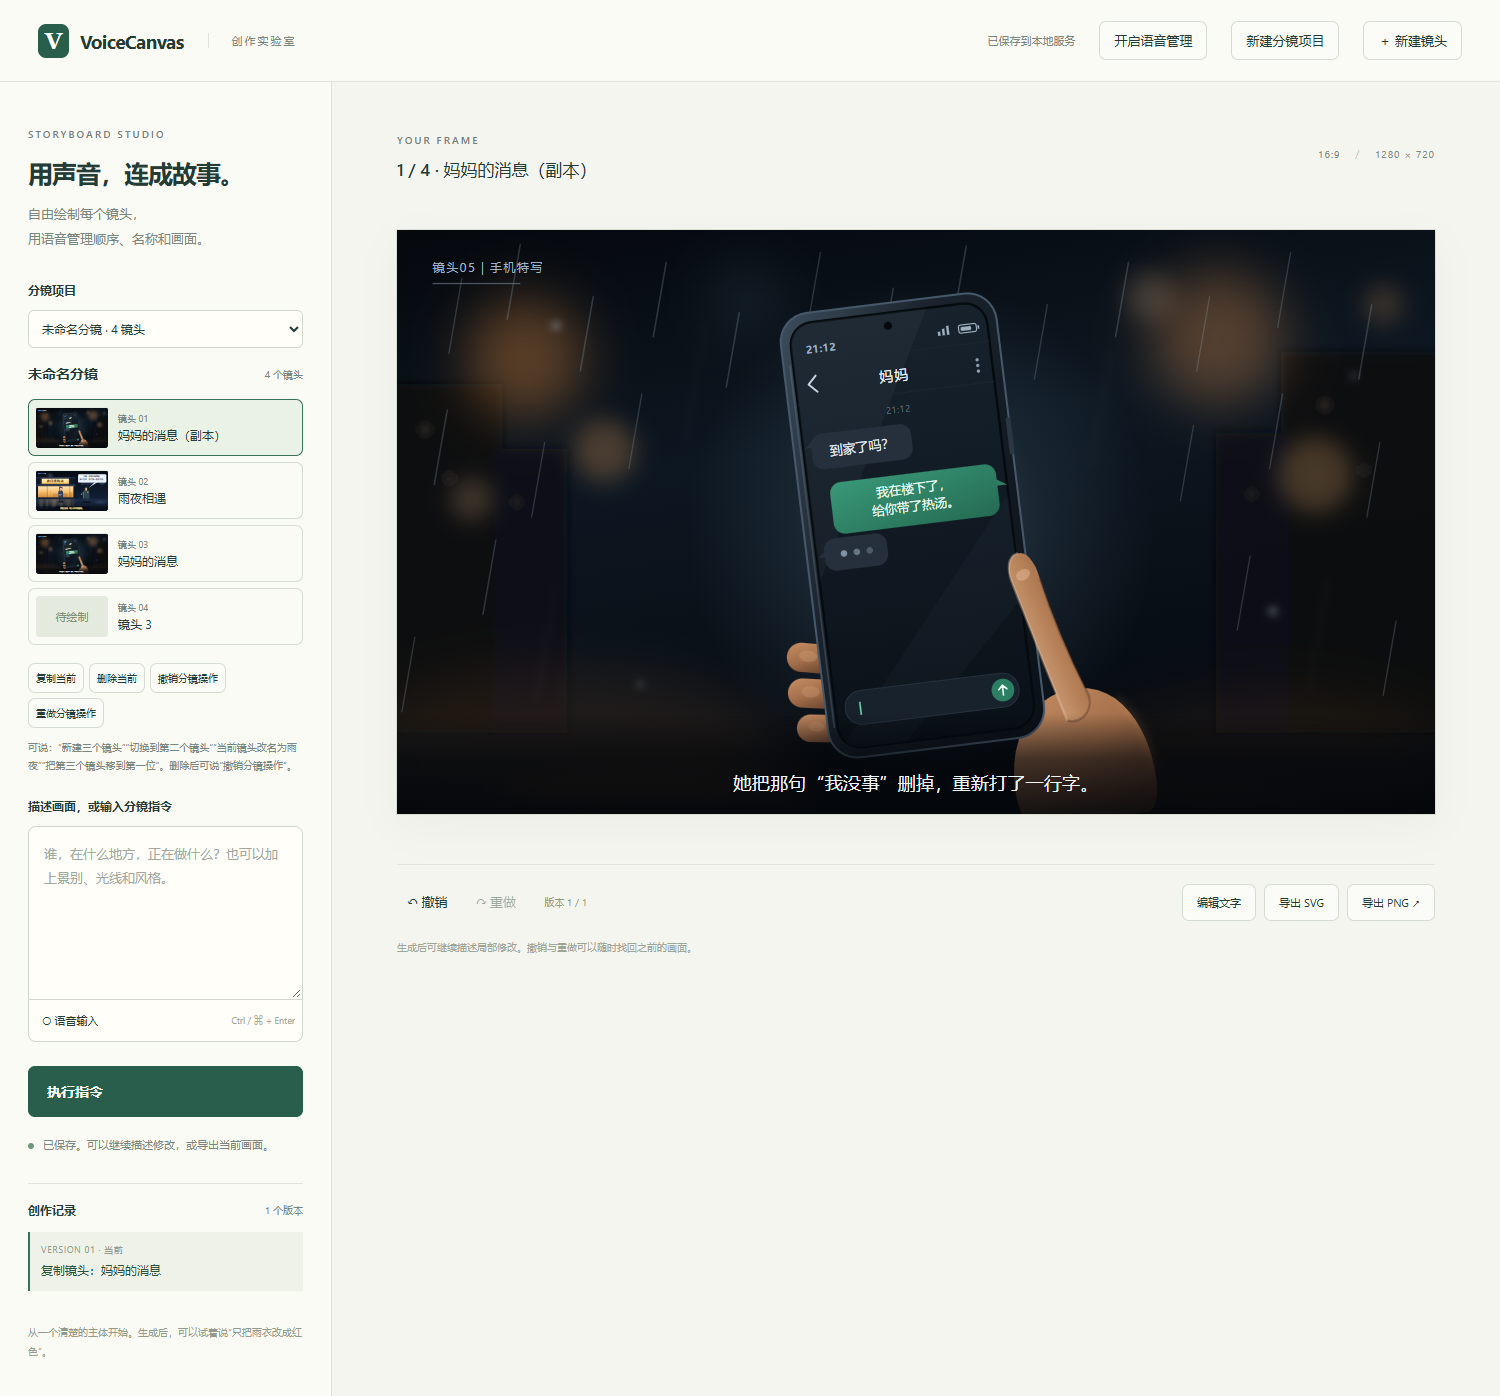 V VoiceCanvas 创作实验室
已保存到本地服务 开启语音管理 新建分镜项目 + 新建镜头
STORYBOARD STUDIO
用声音，连成故事。
自由绘制每个镜头，
用语音管理顺序、名称和画面。
分镜项目
未命名分镜 · 4 镜头
未命名分镜 4 个镜头
镜头 01
妈妈的消息（副本）
镜头 02
雨夜相遇
镜头 03
妈妈的消息
待绘制
镜头 04
镜头 3
复制当前 删除当前 撤销分镜操作
重做分镜操作
可说：“新建三个镜头”“切换到第二个镜头”“当前镜头改名为雨
夜”“把第三个镜头移到第一位”。删除后可说“撤销分镜操作”。
描述画面，或输入分镜指令
谁，在什么地方，正在做什么？也可以加
上景别、光线和风格。
语音输入 Ctrl / ⌘ + Enter
执行指令
已保存。可以继续描述修改，或导出当前画面。
创作记录 1 个版本
VERSION 01 · 当前
复制镜头：妈妈的消息
从一个清楚的主体开始。生成后，可以试着说“只把雨衣改成红
色”。
YOUR FRAME
1 / 4 · 妈妈的消息（副本）
16:9 / 1280 × 720
镜头05 | 手机特写
21:12
妈妈
21:12
到家了吗？
我在楼下了，
给你带了热汤。
她把那句“我没事”删掉，重新打了一行字。
↶ 撤销 ↷ 重做 版本 1 / 1
编辑文字 导出 SVG 导出 PNG ↗
生成后可继续描述局部修改。撤销与重做可以随时找回之前的画面。